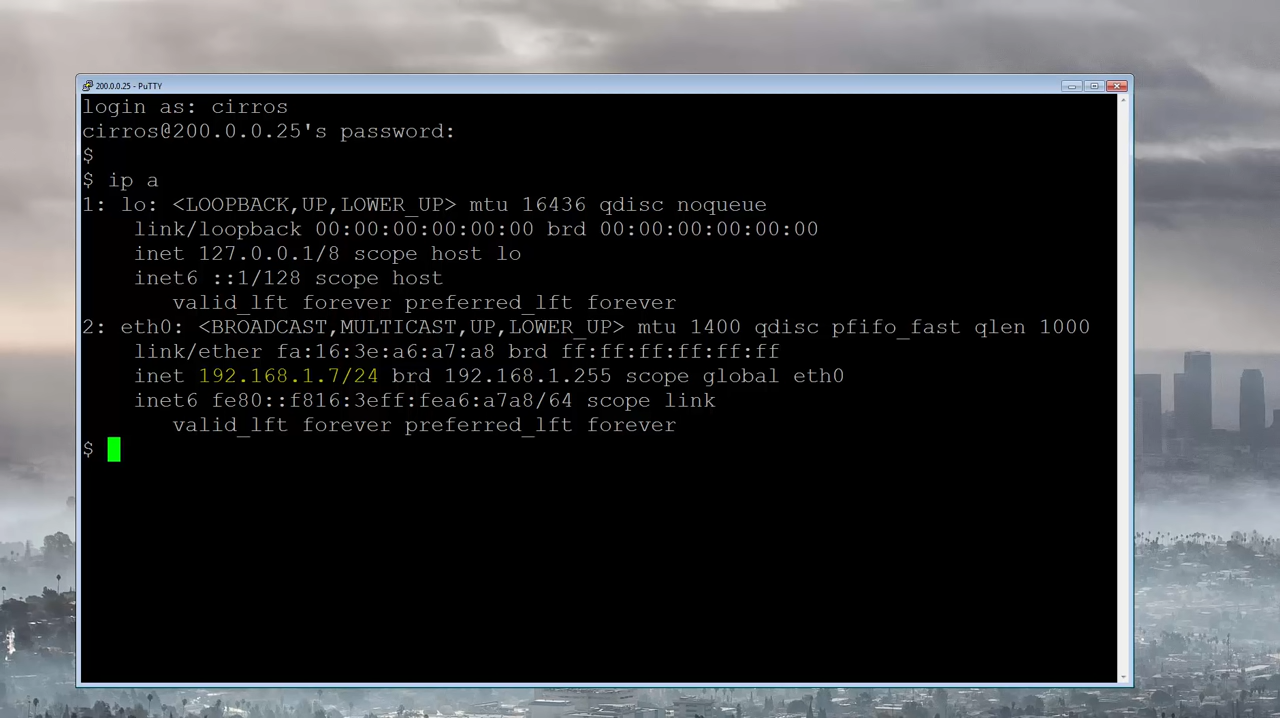 200.0.0.25 - PuTTY
login as: cirros
cirros@200.0.0.25's password:
$
$ ip a
1: lo: <LOOPBACK,UP,LOWER_UP> mtu 16436 qdisc noqueue
link/loopback 00:00:00:00:00:00 brd 00:00:00:00:00:00
inet 127.0.0.1/8 scope host lo
inet6 ::1/128 scope host
valid_lft forever preferred_lft forever
2: eth0: <BROADCAST,MULTICAST,UP,LOWER_UP> mtu 1400 qdisc pfifo_fast qlen 1000
link/ether fa:16:3e:a6:a7:a8 brd ff:ff:ff:ff:ff:ff
inet 192.168.1.7/24 brd 192.168.1.255 scope global eth0
inet6 fe80::f816:3eff:fea6:a7a8/64 scope link
valid_lft forever preferred_lft forever
$